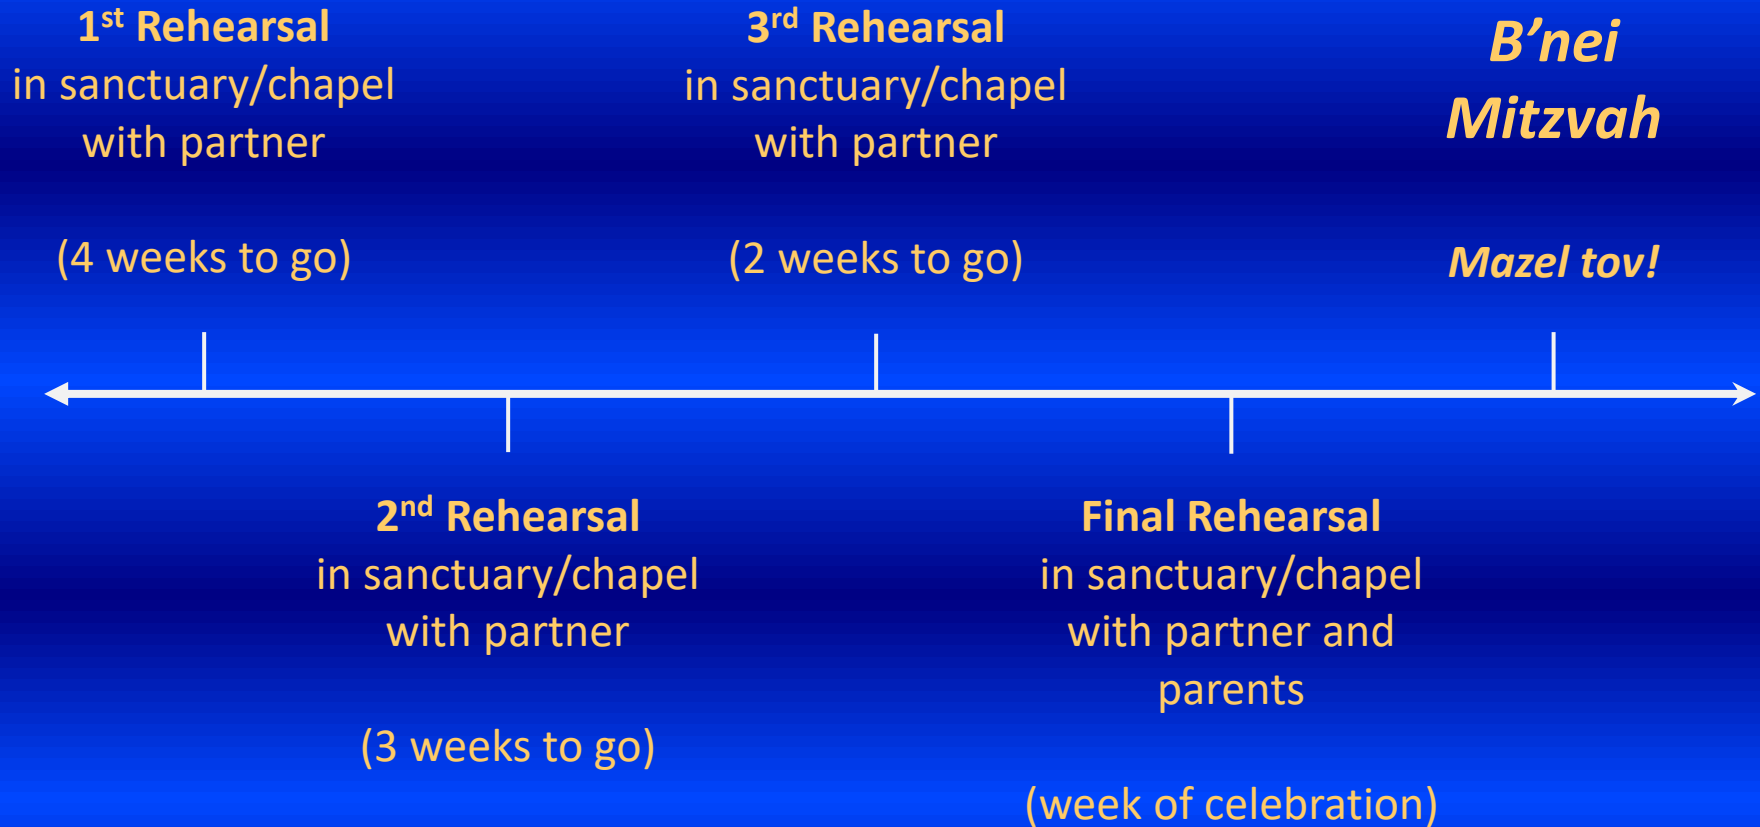 1st Rehearsal
in sanctuary/chapel
with partner
(4 weeks to go)
3rd Rehearsal
in sanctuary/chapel
with partner
(2 weeks to go)
B’nei
Mitzvah
Mazel tov!
2nd Rehearsal
in sanctuary/chapel
with partner
(3 weeks to go)
Final Rehearsal
in sanctuary/chapel
with partner and
parents
(week of celebration)